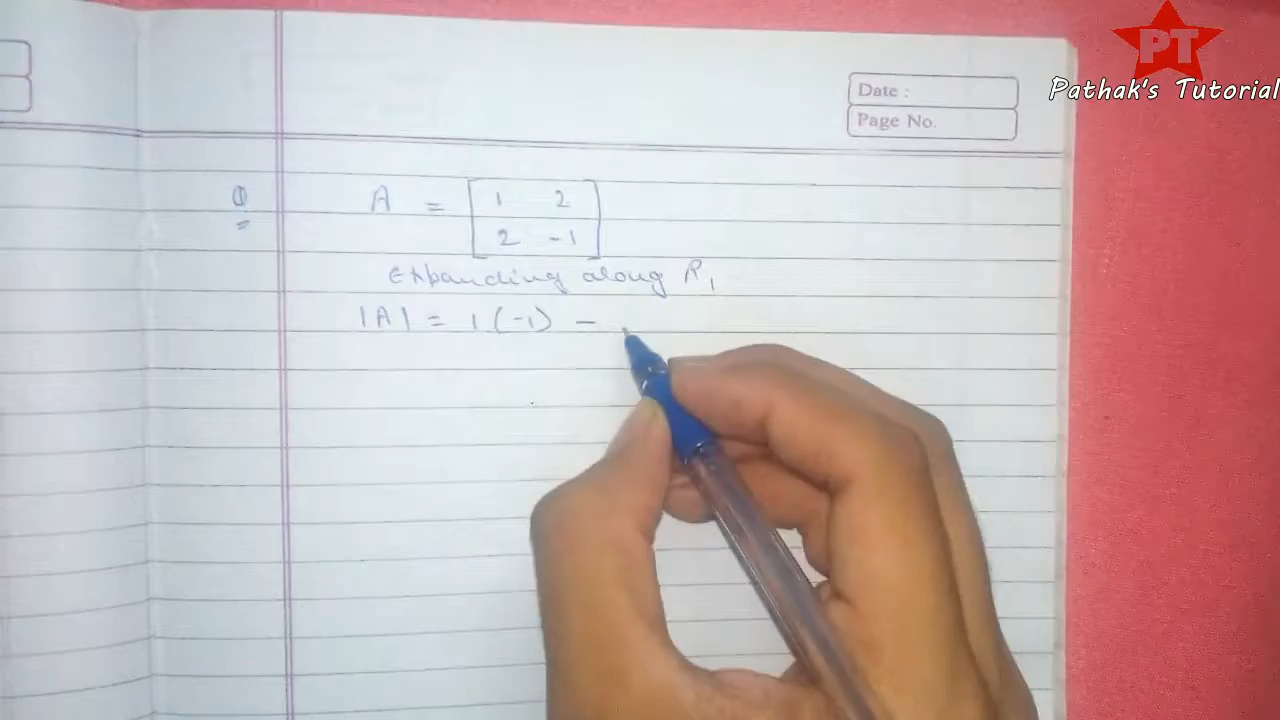 PT
Pathak's Tutorial
Date :
Page No.
Q A = [ 1 2
2 -1 ]
Expanding along R₁
|A| = 1 (-1) -